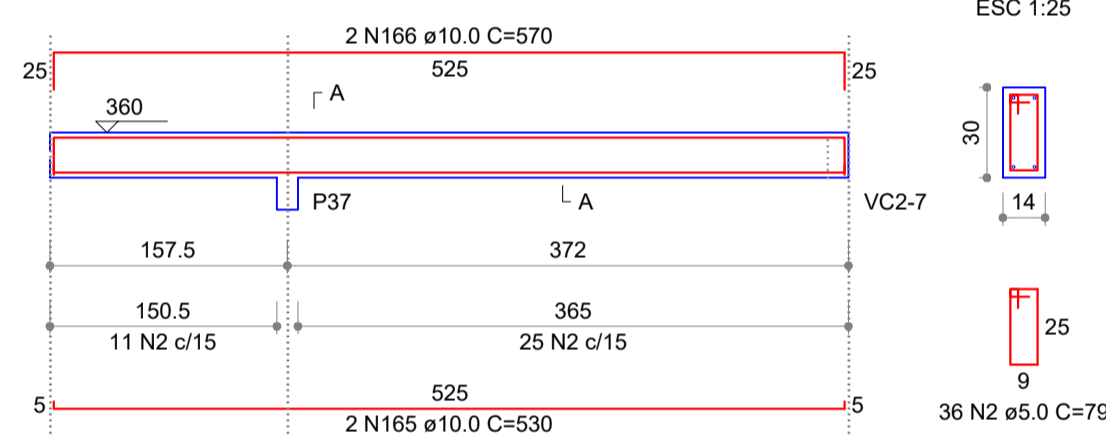 ESC 1:25
2 N166 ø10.0 C=570
25 525 25
A
360
30
P37
A
VC2-7
14
157.5 372
150.5 365
11 N2 c/15 25 N2 c/15
25
9
5 525 5
36 N2 ø5.0 C=79
2 N165 ø10.0 C=530